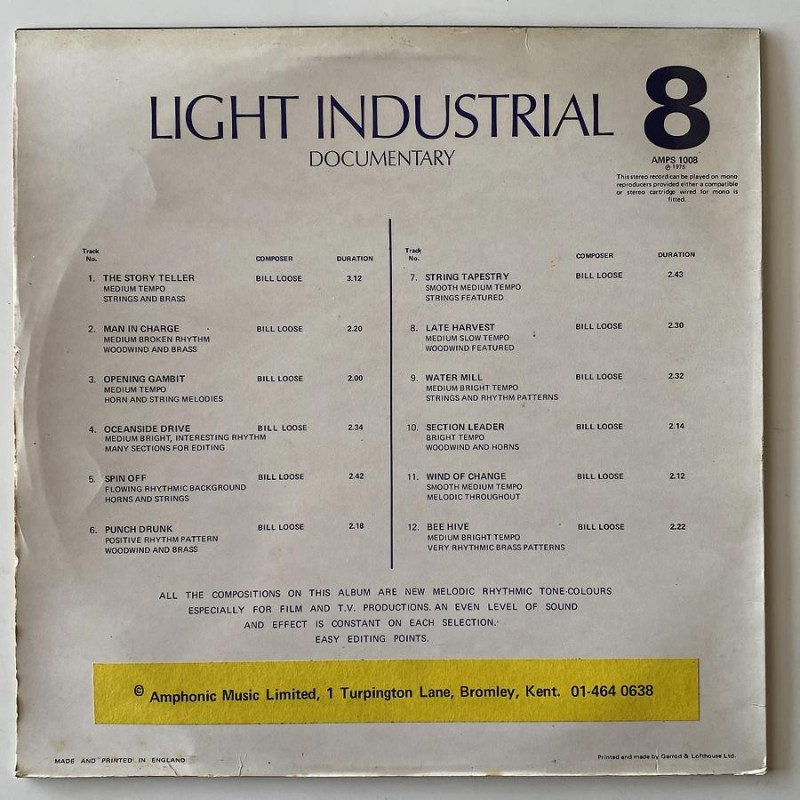 LIGHT INDUSTRIAL 8
DOCUMENTARY
AMPS 1008
℗ 1975
This stereo record can be played on mono
reproducers provided either a compatible
or stereo cartridge wired for mono is
fitted.
Track
No. COMPOSER DURATION
1. THE STORY TELLER BILL LOOSE 3.12
MEDIUM TEMPO
STRINGS AND BRASS
2. MAN IN CHARGE BILL LOOSE 2.20
MEDIUM BROKEN RHYTHM
WOODWIND AND BRASS
3. OPENING GAMBIT BILL LOOSE 2.00
MEDIUM TEMPO
HORN AND STRING MELODIES
4. OCEANSIDE DRIVE BILL LOOSE 2.34
MEDIUM BRIGHT, INTERESTING RHYTHM
MANY SECTIONS FOR EDITING
5. SPIN OFF BILL LOOSE 2.42
FLOWING RHYTHMIC BACKGROUND
HORNS AND STRINGS
6. PUNCH DRUNK BILL LOOSE 2.18
POSITIVE RHYTHM PATTERN
WOODWIND AND BRASS
Track
No. COMPOSER DURATION
7. STRING TAPESTRY BILL LOOSE 2.43
SMOOTH MEDIUM TEMPO
STRINGS FEATURED
8. LATE HARVEST BILL LOOSE 2.30
MEDIUM SLOW TEMPO
WOODWIND FEATURED
9. WATER MILL BILL LOOSE 2.32
MEDIUM BRIGHT TEMPO
STRINGS AND RHYTHM PATTERNS
10. SECTION LEADER BILL LOOSE 2.14
BRIGHT TEMPO
WOODWIND AND HORNS
11. WIND OF CHANGE BILL LOOSE 2.12
SMOOTH MEDIUM TEMPO
MELODIC THROUGHOUT
12. BEE HIVE BILL LOOSE 2.22
MEDIUM BRIGHT TEMPO
VERY RHYTHMIC BRASS PATTERNS
ALL THE COMPOSITIONS ON THIS ALBUM ARE NEW MELODIC RHYTHMIC TONE-COLOURS
ESPECIALLY FOR FILM AND T.V. PRODUCTIONS. AN EVEN LEVEL OF SOUND
AND EFFECT IS CONSTANT ON EACH SELECTION.
EASY EDITING POINTS.
© Amphonic Music Limited, 1 Turpington Lane, Bromley, Kent. 01-464 0638
MADE AND PRINTED IN ENGLAND
Printed and made by Garrod & Lofthouse Ltd.